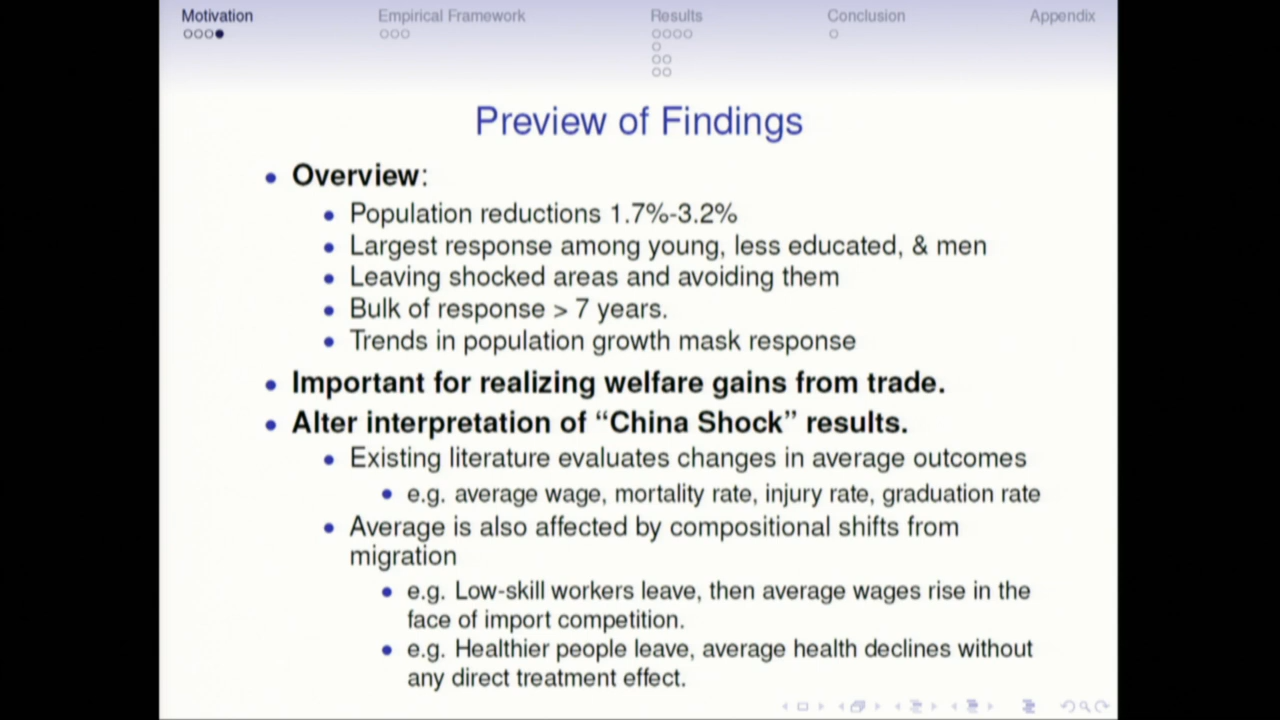 Motivation Empirical Framework Results Conclusion Appendix
Preview of Findings
Overview:
Population reductions 1.7%-3.2%
Largest response among young, less educated, & men
Leaving shocked areas and avoiding them
Bulk of response > 7 years.
Trends in population growth mask response
Important for realizing welfare gains from trade.
Alter interpretation of “China Shock” results.
Existing literature evaluates changes in average outcomes
e.g. average wage, mortality rate, injury rate, graduation rate
Average is also affected by compositional shifts from
migration
e.g. Low-skill workers leave, then average wages rise in the
face of import competition.
e.g. Healthier people leave, average health declines without
any direct treatment effect.